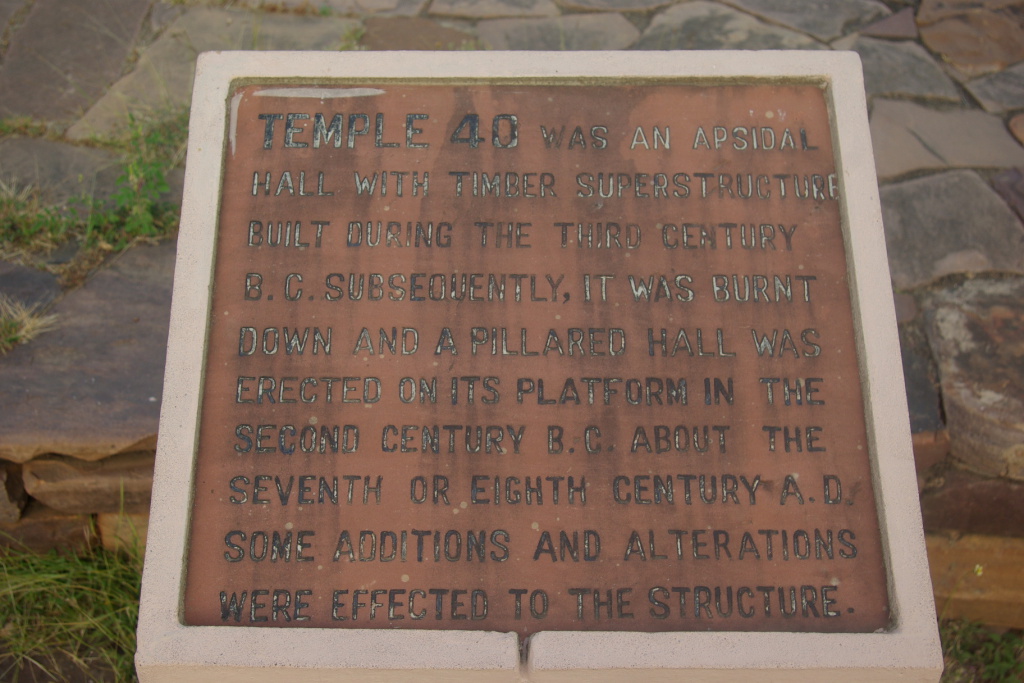 TEMPLE 40 WAS AN APSIDAL
HALL WITH TIMBER SUPERSTRUCTURE
BUILT DURING THE THIRD CENTURY
B.C. SUBSEQUENTLY, IT WAS BURNT
DOWN AND A PILLARED HALL WAS
ERECTED ON ITS PLATFORM IN THE
SECOND CENTURY B.C. ABOUT THE
SEVENTH OR EIGHTH CENTURY A.D.
SOME ADDITIONS AND ALTERATIONS
WERE EFFECTED TO THE STRUCTURE.